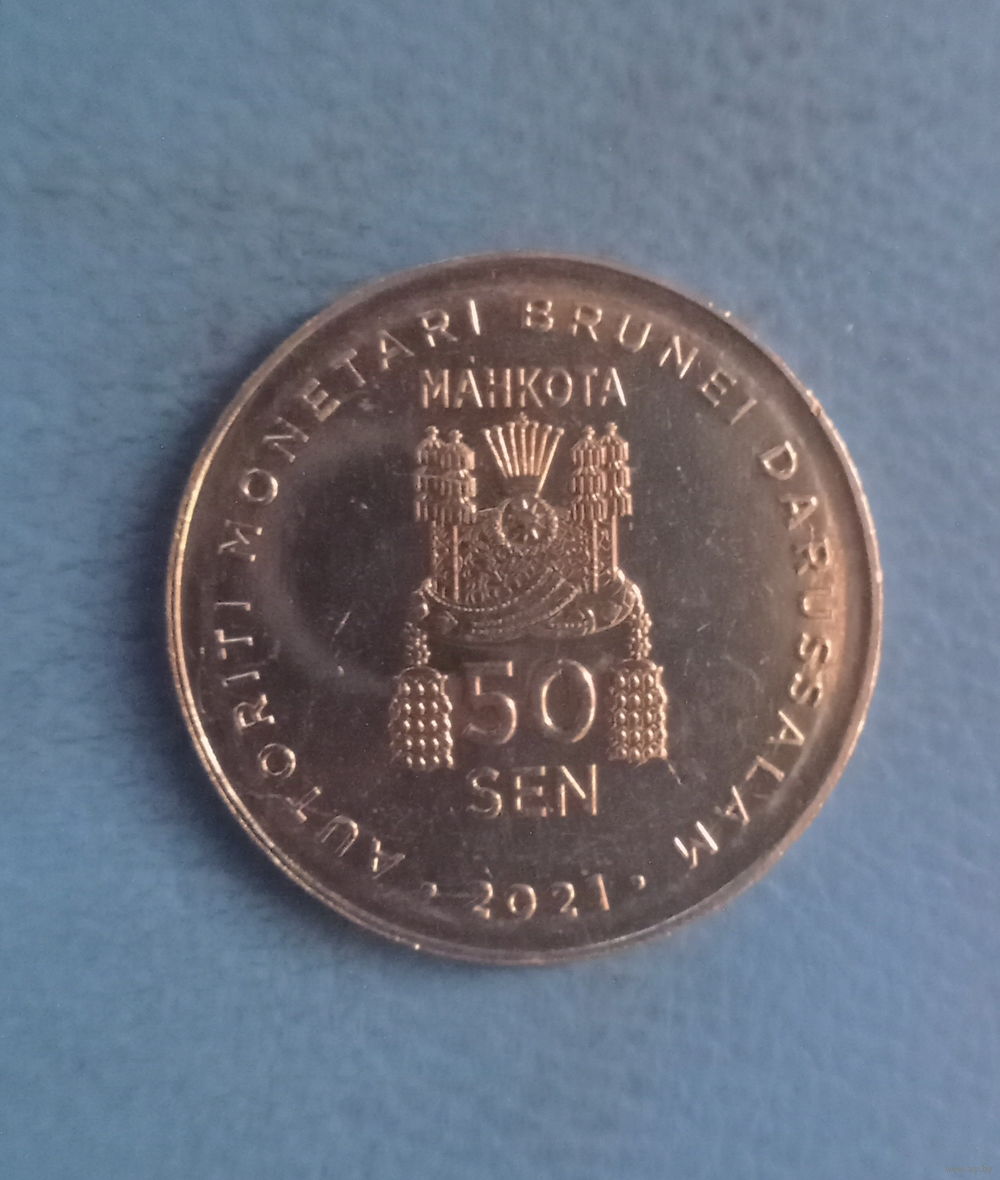 AUTORITI MONETARI BRUNEI DARUSSALAM
MAHKOTA
50
SEN
· 2021 ·